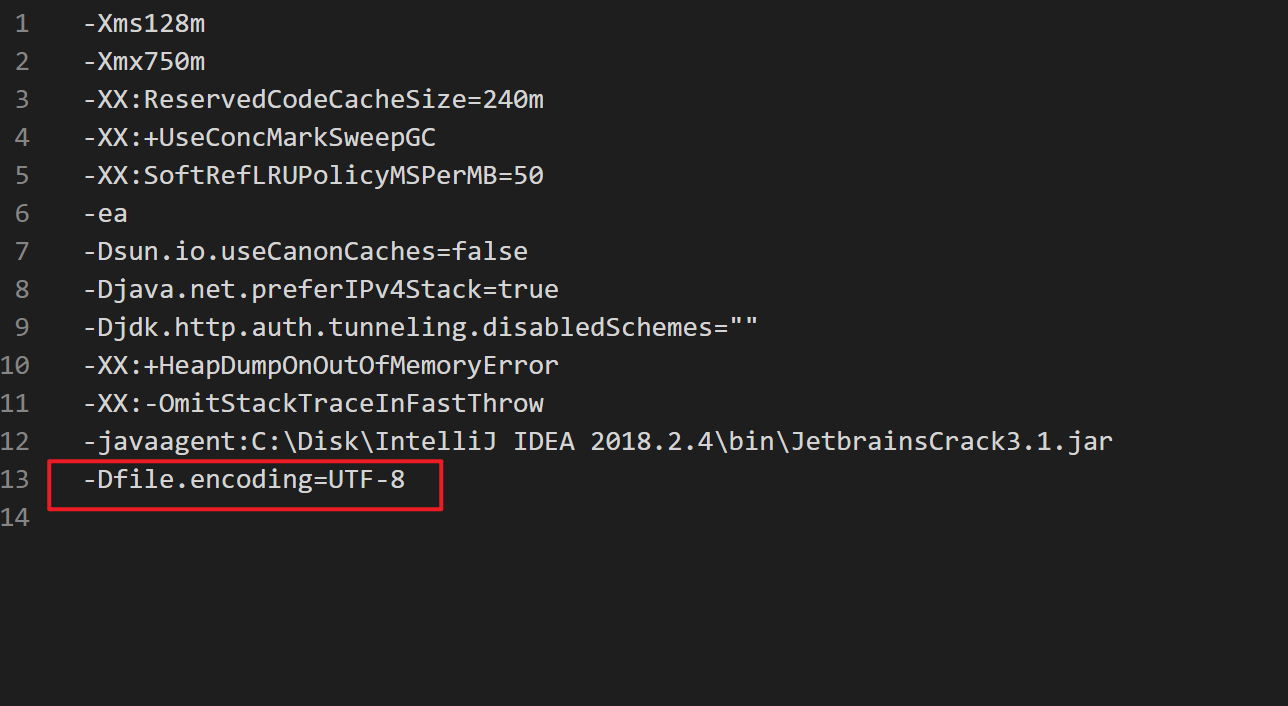 1 -Xms128m
2 -Xmx750m
3 -XX:ReservedCodeCacheSize=240m
4 -XX:+UseConcMarkSweepGC
5 -XX:SoftRefLRUPolicyMSPerMB=50
6 -ea
7 -Dsun.io.useCanonCaches=false
8 -Djava.net.preferIPv4Stack=true
9 -Djdk.http.auth.tunneling.disabledSchemes=""
10 -XX:+HeapDumpOnOutOfMemoryError
11 -XX:-OmitStackTraceInFastThrow
12 -javaagent:C:\Disk\IntelliJ IDEA 2018.2.4\bin\JetbrainsCrack3.1.jar
13 -Dfile.encoding=UTF-8
14